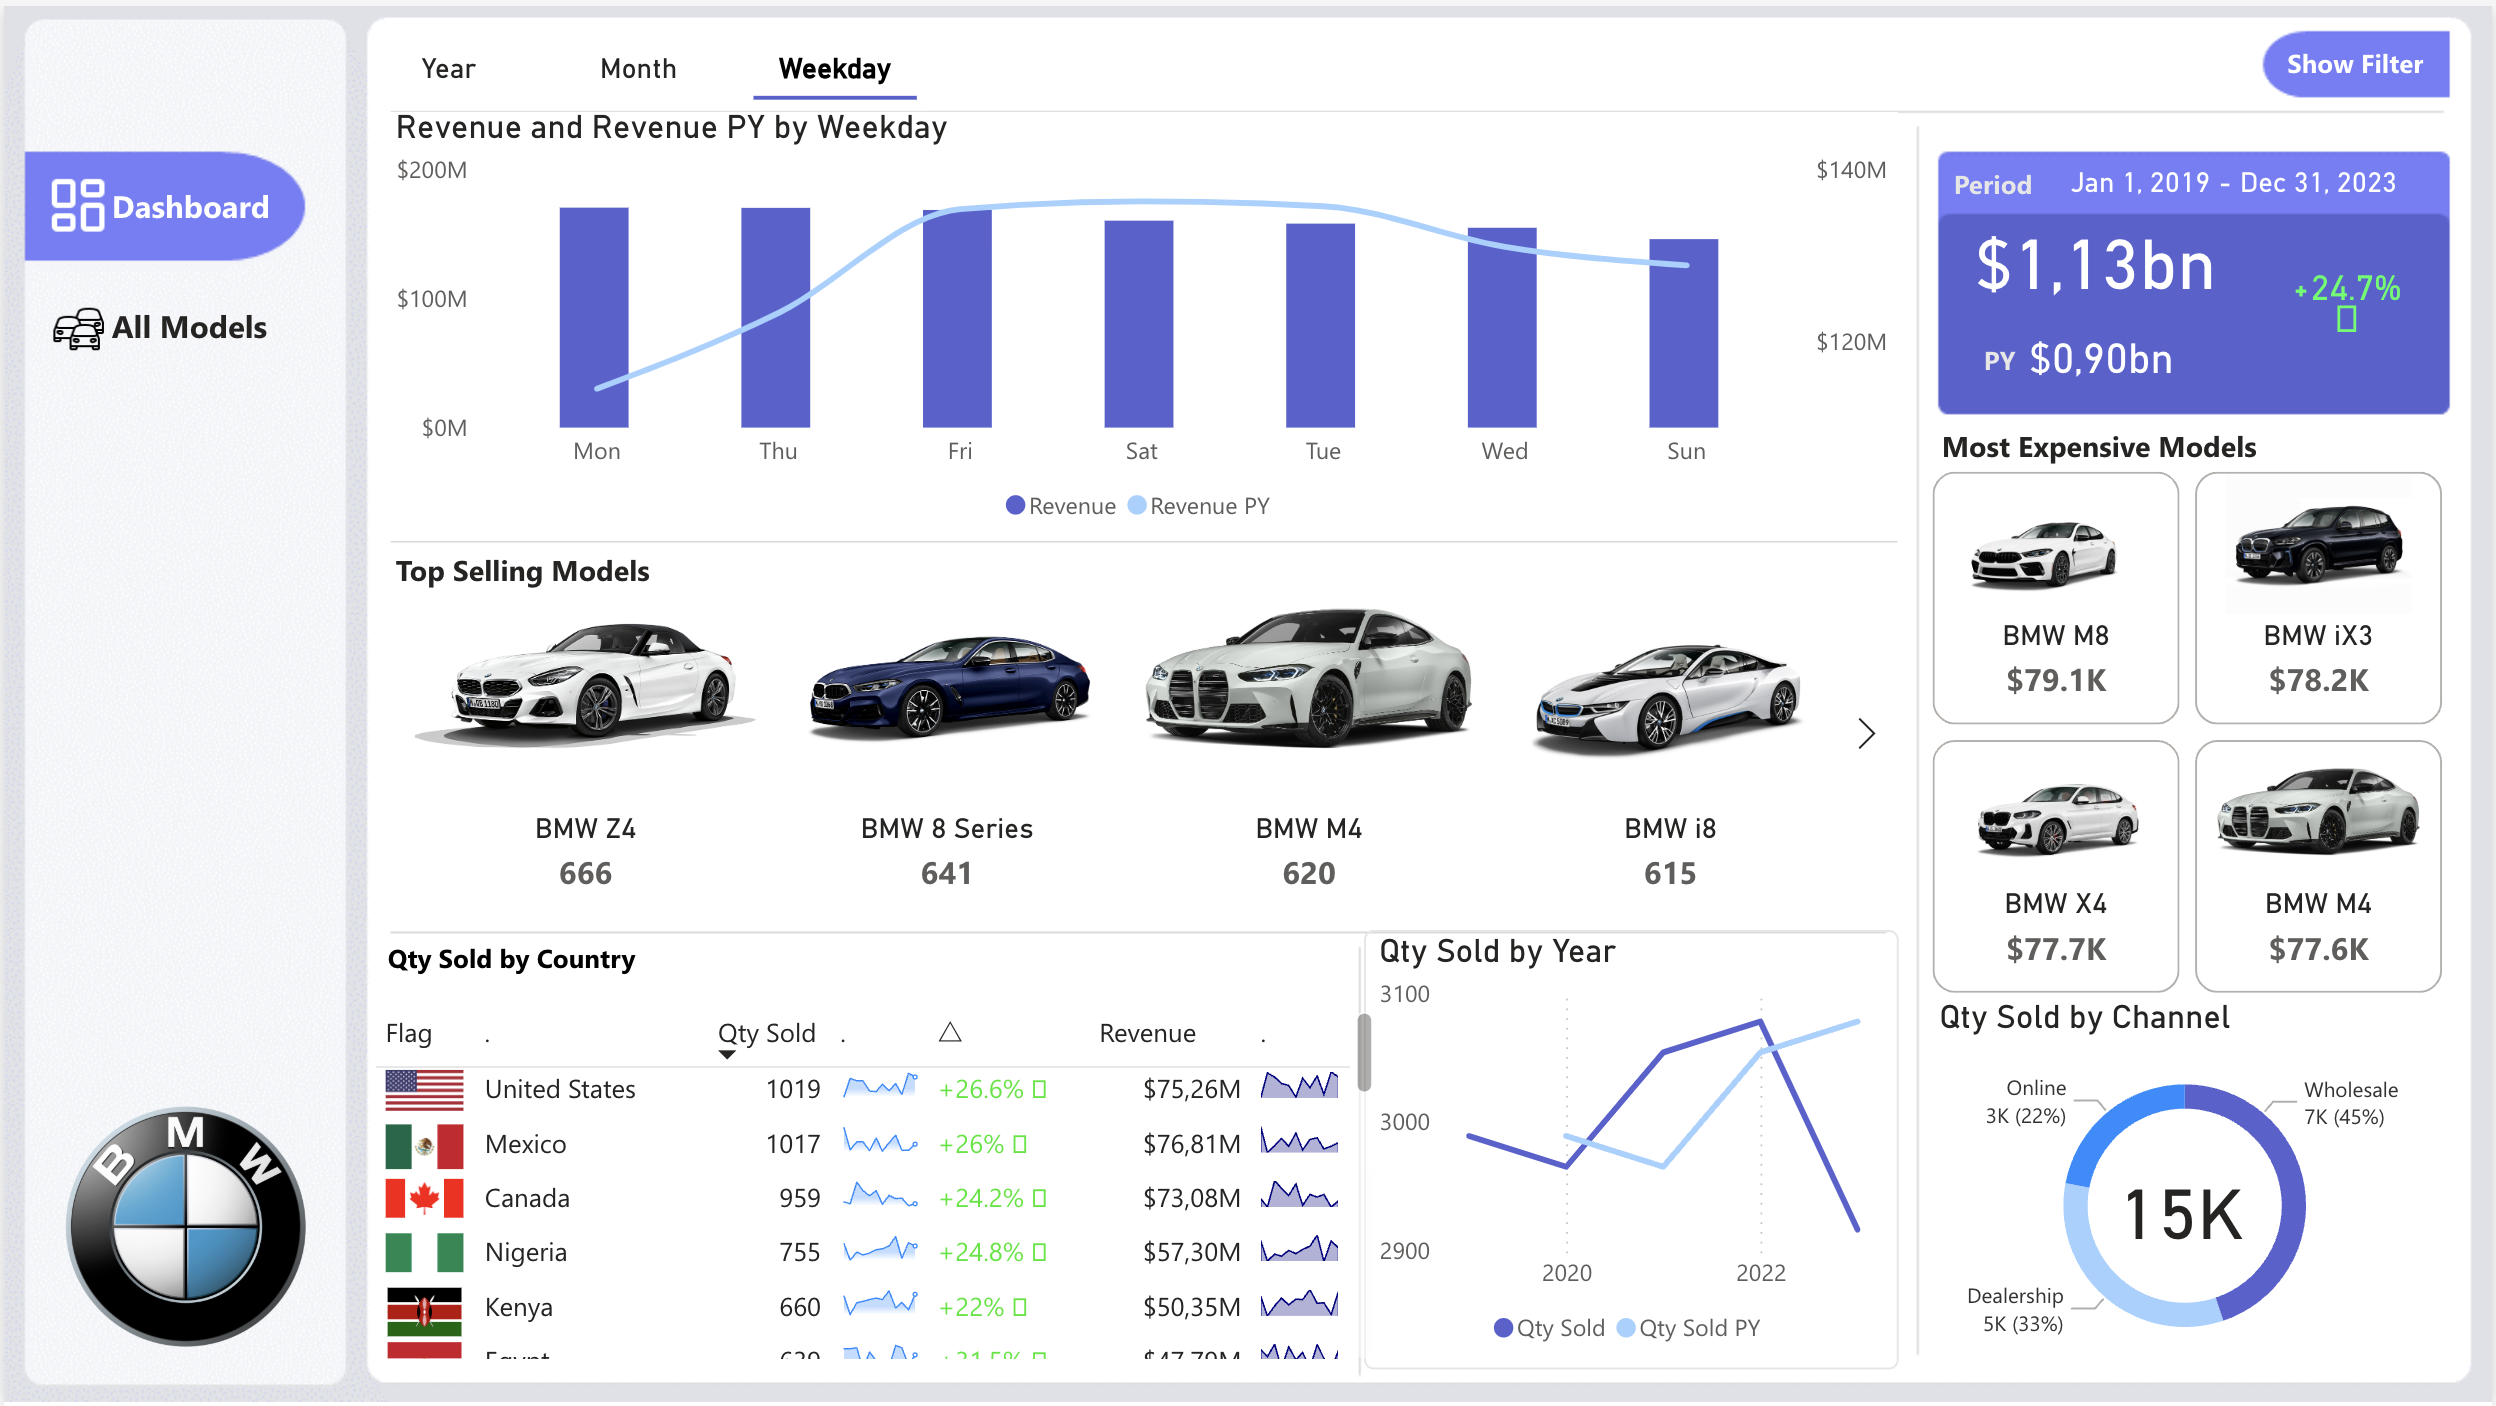 Year Month Weekday
Show Filter
Dashboard
All Models
B M W
Revenue and Revenue PY by Weekday
$200M
$100M
$0M
$140M
$120M
Mon Thu Fri Sat Tue Wed Sun
Revenue Revenue PY
Top Selling Models
BMW Z4
666
BMW 8 Series
641
BMW M4
620
BMW i8
615
Qty Sold by Country
Flag . Qty Sold . △ Revenue .
United States 1019 +26.6% $75,26M
Mexico 1017 +26% $76,81M
Canada 959 +24.2% $73,08M
Nigeria 755 +24.8% $57,30M
Kenya 660 +22% $50,35M
Qty Sold by Year
3100
3000
2900
2020 2022
Qty Sold Qty Sold PY
Period Jan 1, 2019 - Dec 31, 2023
$1,13bn
+24.7%
PY $0,90bn
Most Expensive Models
BMW M8
$79.1K
BMW iX3
$78.2K
BMW X4
$77.7K
BMW M4
$77.6K
Qty Sold by Channel
Online
3K (22%)
Wholesale
7K (45%)
15K
Dealership
5K (33%)